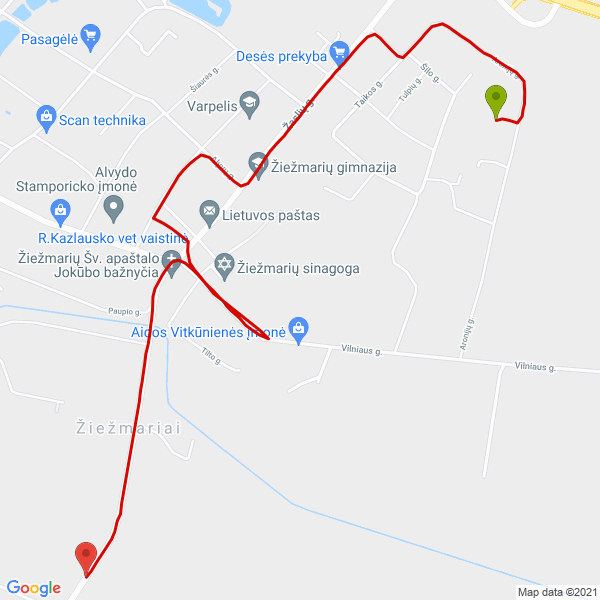 Pasagėlė
Desės prekyba
Šilo g.
Šiaurės g.
Taikos g.
Tulpių g.
Varpelis
Žaslių g.
Scan technika
Alyvų g.
Žiežmarių gimnazija
Alvydo
Stamporicko įmonė
Lietuvos paštas
R.Kazlausko vet vaistinė
Žiežmarių Šv. apaštalo
Jokūbo bažnyčia
Žiežmarių sinagoga
Paupio g.
Aidos Vitkūnienės įmonė
Aronijų g.
Tilto g.
Vilniaus g.
Vilniaus g.
Žiežmariai
Google
Map data ©2021